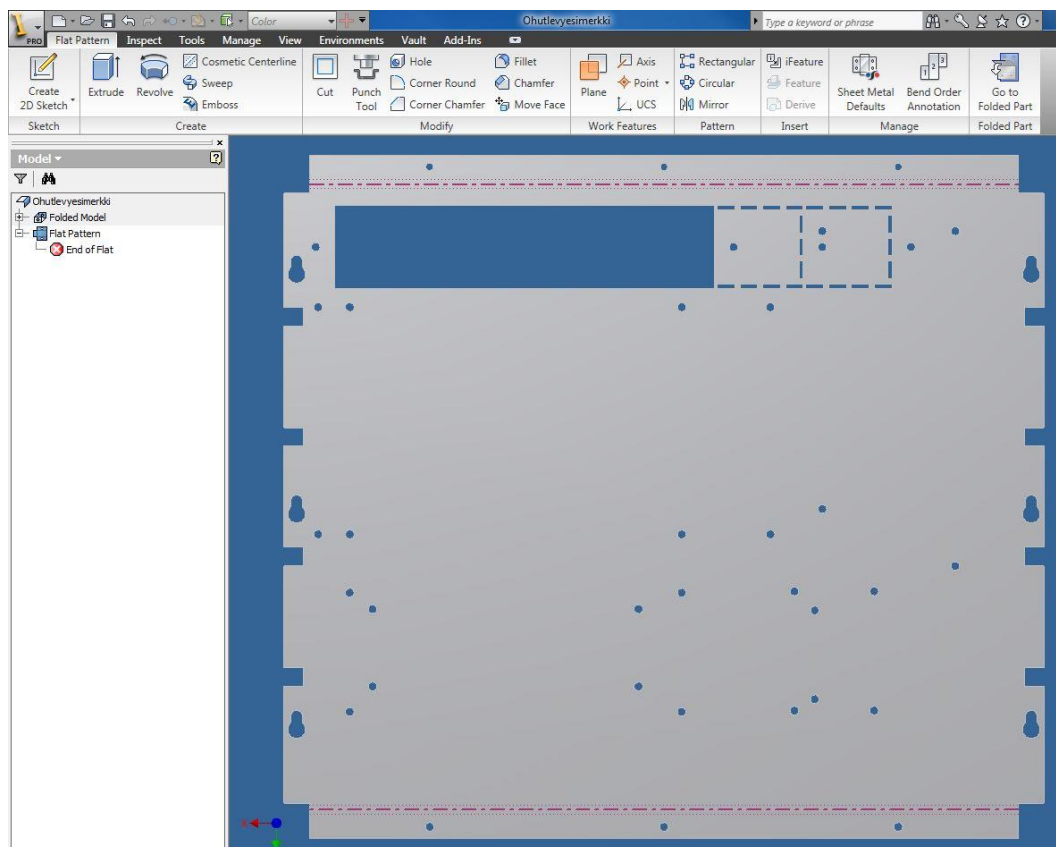 Color
Ohutlevyesimerkki
Type a keyword or phrase
PRO Flat Pattern Inspect Tools Manage View Environments Vault Add-Ins
Create 2D Sketch
Extrude
Revolve
Cosmetic Centerline
Sweep
Emboss
Cut
Punch Tool
Hole
Corner Round
Corner Chamfer
Fillet
Chamfer
Move Face
Plane
Axis
Point
UCS
Rectangular
Circular
Mirror
iFeature
Feature
Derive
Sheet Metal Defaults
Bend Order Annotation
Go to Folded Part
Sketch Create Modify Work Features Pattern Insert Manage Folded Part
Model
Ohutlevyesimerkki
Folded Model
Flat Pattern
End of Flat